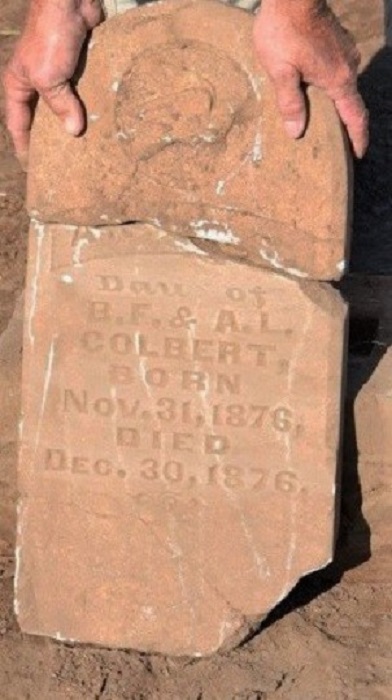 Dau of
B.F. & A.L.
COLBERT,
BORN
Nov. 31, 1876,
DIED
Dec. 30, 1876.